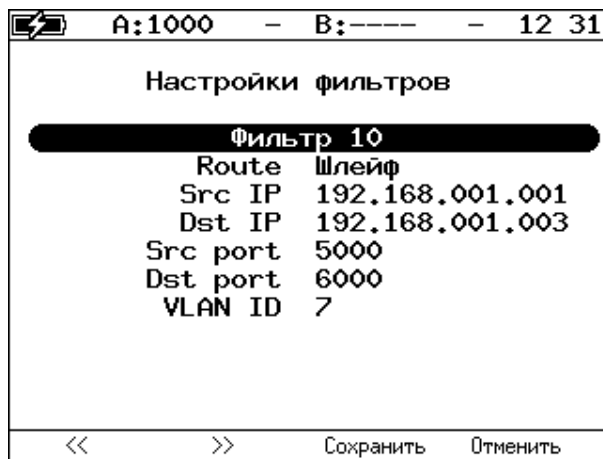 A:1000 – B:---- – 12 31
Настройки фильтров
Фильтр 10
Route Шлейф
Src IP 192.168.001.001
Dst IP 192.168.001.003
Src port 5000
Dst port 6000
VLAN ID 7
<< >> Сохранить Отменить